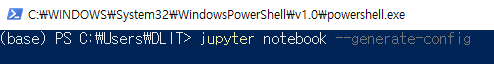 C:₩WINDOWS₩System32₩WindowsPowerShell₩v1.0₩powershell.exe
(base) PS C:₩Users₩DLIT> jupyter notebook --generate-config